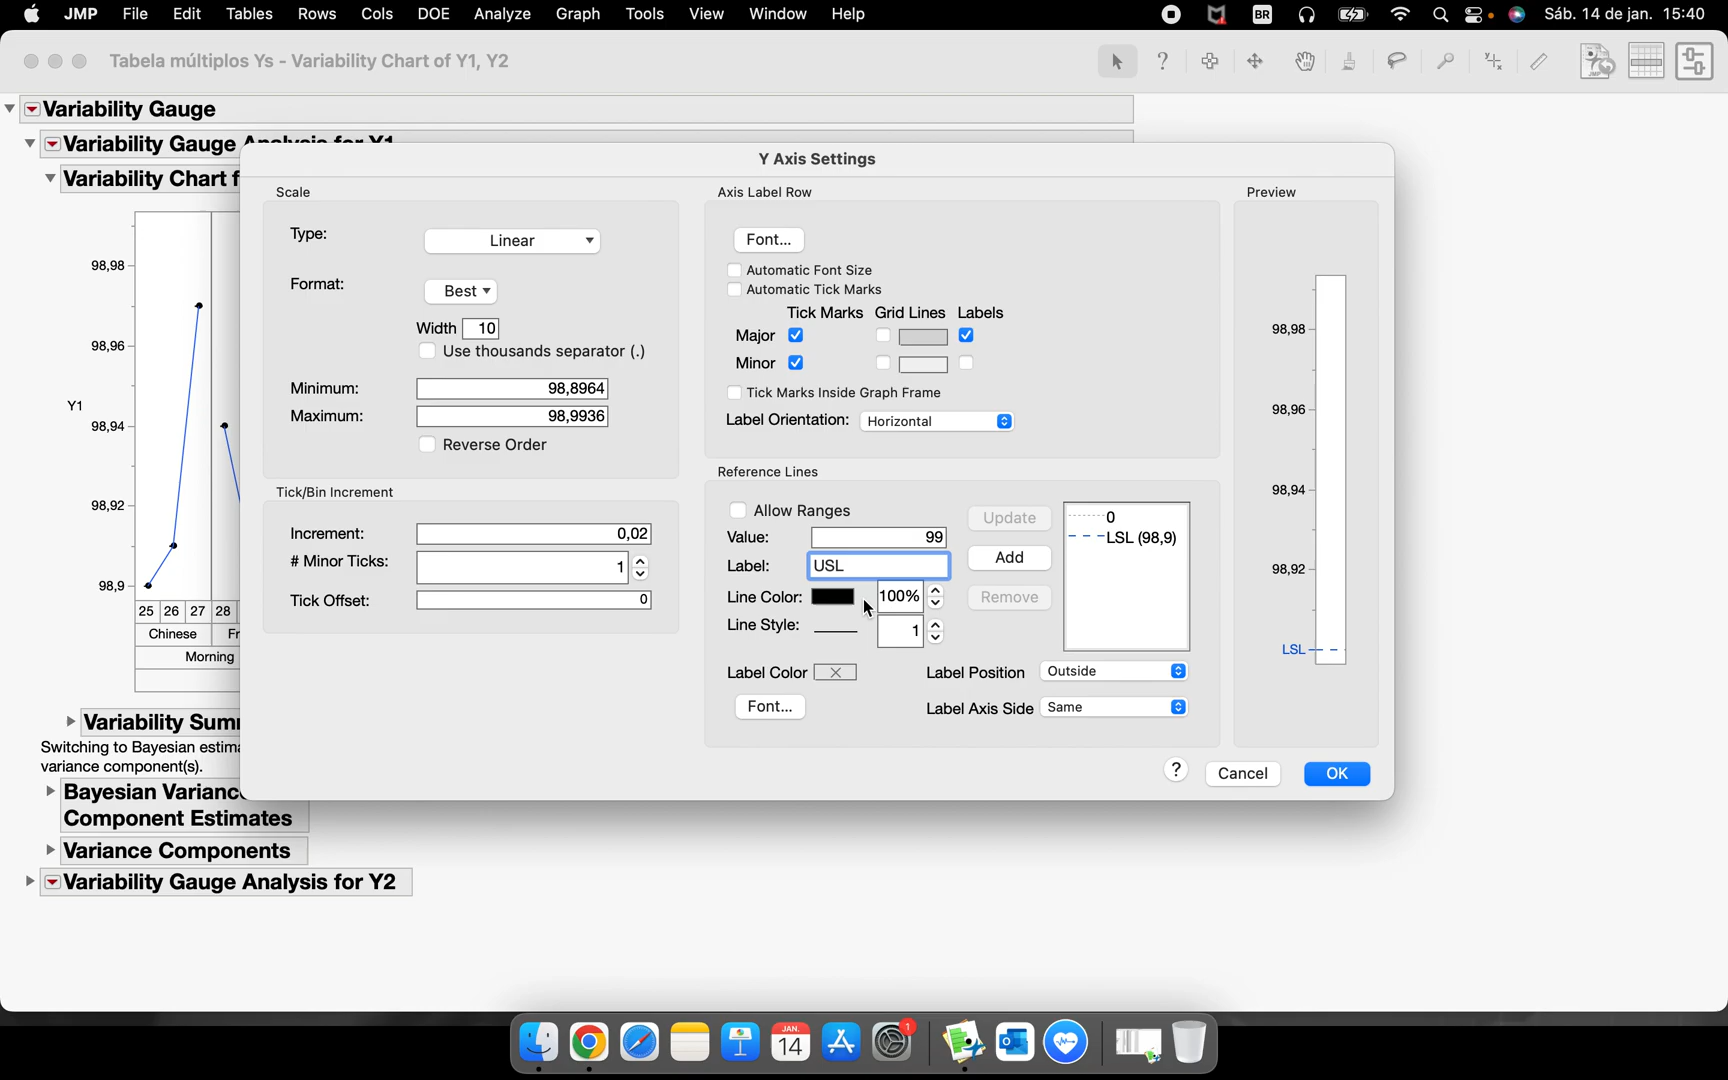 JMP File Edit Tables Rows Cols DOE Analyze Graph Tools View Window Help BR Sáb. 14 de jan. 15:40
Tabela múltiplos Ys - Variability Chart of Y1, Y2
Variability Gauge
Variability Gauge Analysis for Y1
Variability Chart f
Y Axis Settings
Scale
Type: Linear
Format: Best
Width 10
Use thousands separator (.)
Minimum: 98,8964
Maximum: 98,9936
Reverse Order
Tick/Bin Increment
Increment: 0,02
# Minor Ticks: 1
Tick Offset: 0
Axis Label Row
Font...
Automatic Font Size
Automatic Tick Marks
Tick Marks Grid Lines Labels
Major
Minor
Tick Marks Inside Graph Frame
Label Orientation: Horizontal
Reference Lines
Allow Ranges
Value: 99
Label: USL
Line Color: 100%
Line Style: 1
Label Color
Font...
Update
Add
Remove
0
LSL (98,9)
Label Position Outside
Label Axis Side Same
Preview
98,98
98,96
98,94
98,92
LSL
? Cancel OK
98,98
98,96
Y1
98,94
98,92
98,9
25 26 27 28
Chinese Fr
Morning
Variability Sum
Switching to Bayesian estima
variance component(s).
Bayesian Varianc
Component Estimates
Variance Components
Variability Gauge Analysis for Y2
JAN.
14
1